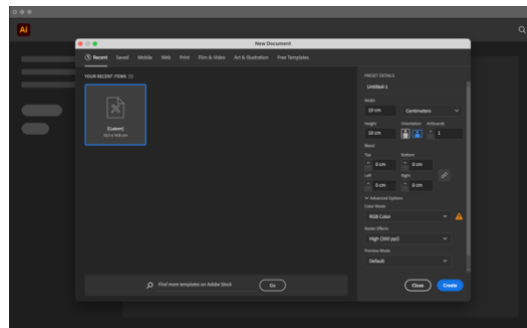 Ai
New Document
Recent Saved Mobile Web Print Film & Video Art & Illustration Free Templates
YOUR RECENT ITEMS (1)
[Custom]
PRESET DETAILS
Untitled-1
Width
10 cm Centimeters
Height Orientation Artboards
10 cm 1
Bleed
Top Bottom
0 cm 0 cm
Left Right
0 cm 0 cm
Advanced Options
Color Mode
RGB Color
Raster Effects
High (300 ppi)
Preview Mode
Default
Find more templates on Adobe Stock Go
Close Create